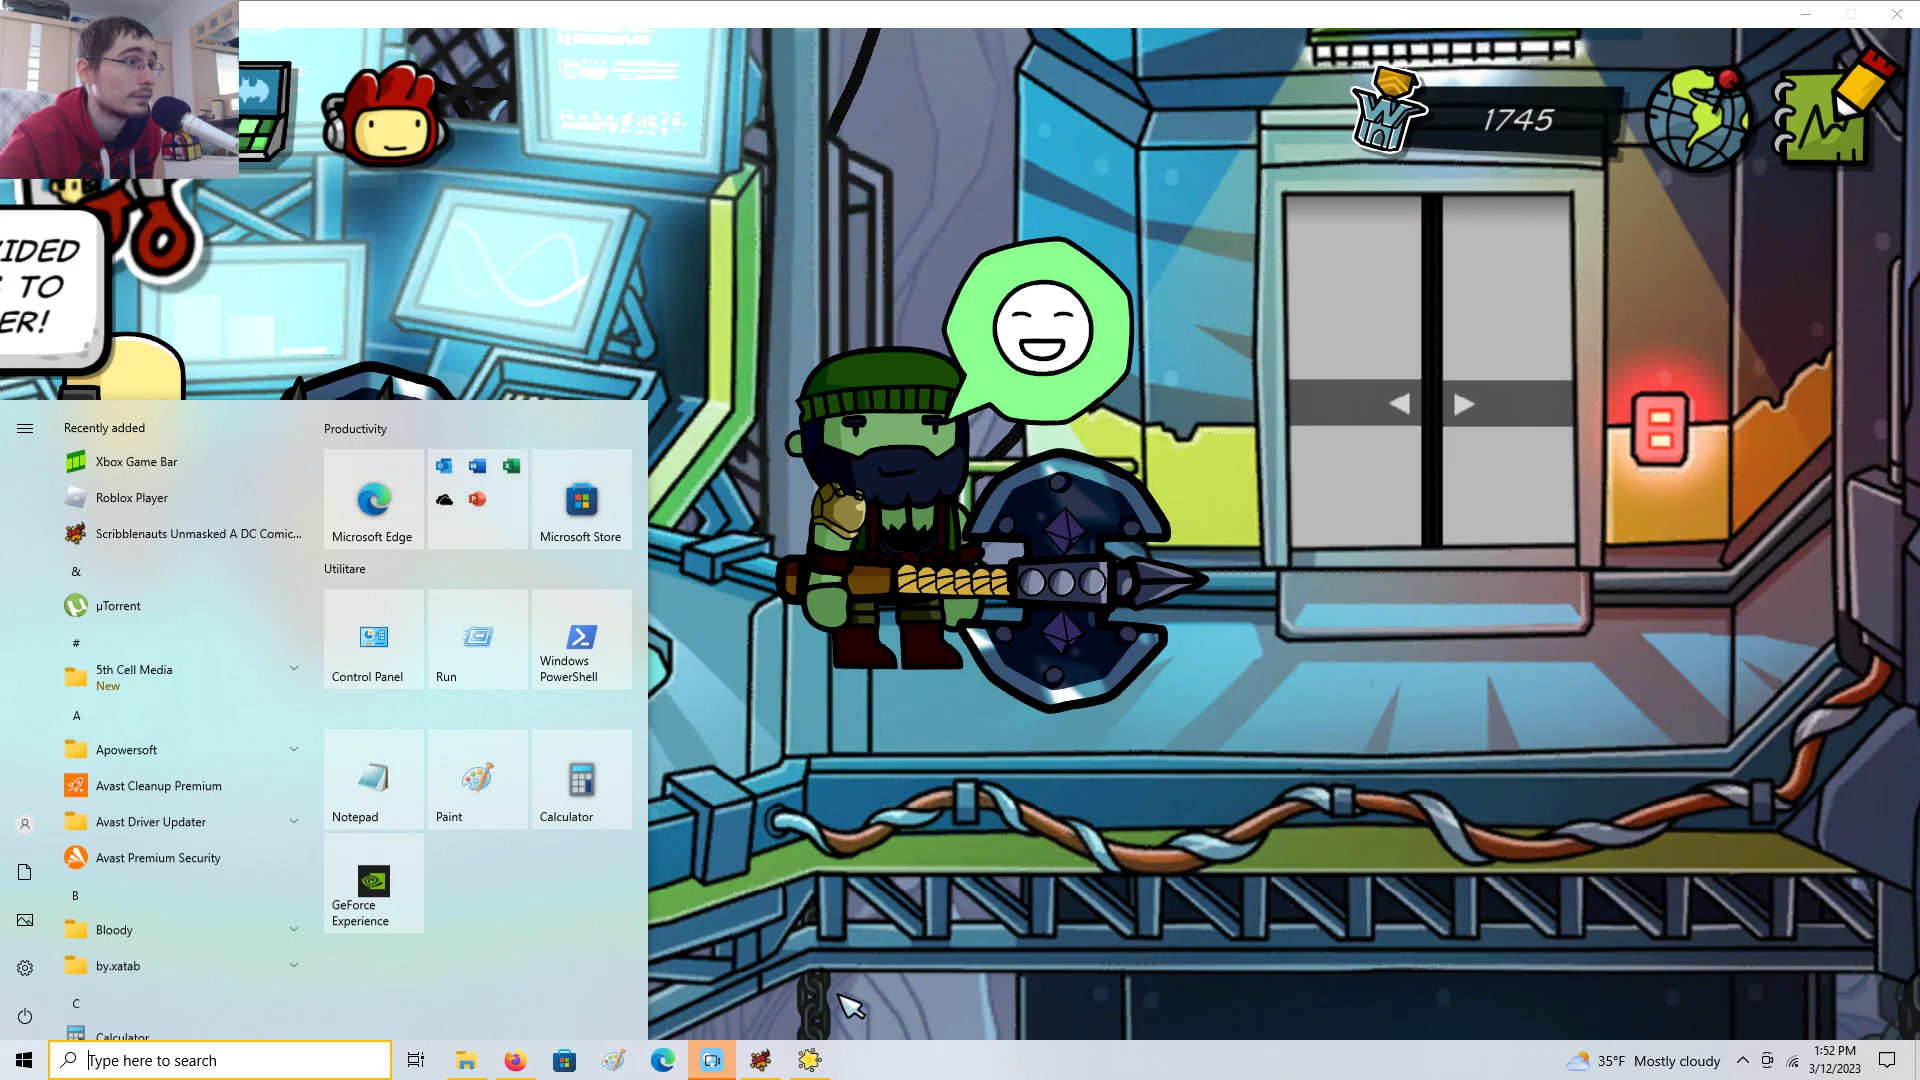 1745
VIDED
S TO
ER!
Recently added
Xbox Game Bar
Roblox Player
Scribblenauts Unmasked A DC Comic...
&
µTorrent
#
5th Cell Media
New
A
Apowersoft
Avast Cleanup Premium
Avast Driver Updater
Avast Premium Security
B
Bloody
by.xatab
C
Calculator
Productivity
Microsoft Edge
Microsoft Store
Utilitare
Control Panel
Run
Windows
PowerShell
Notepad
Paint
Calculator
GeForce
Experience
Type here to search
35°F Mostly cloudy
1:52 PM
3/12/2023